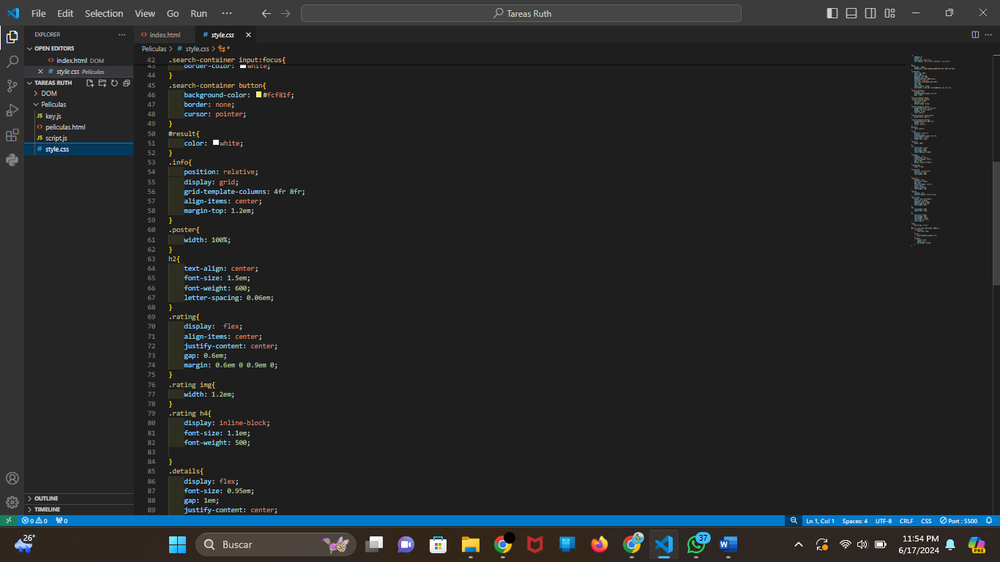 File Edit Selection View Go Run ··· Tareas Ruth
EXPLORER ···
OPEN EDITORS
index.html DOM
style.css Peliculas
TAREAS RUTH
DOM
Peliculas
JS key.js
peliculas.html
JS script.js
# style.css
OUTLINE
TIMELINE
index.html # style.css
Peliculas > # style.css > *
42 .search-container input:focus{
43 border-color: white;
44 }
45 .search-container button{
46 background-color: #fcf81f;
47 border: none;
48 cursor: pointer;
49 }
50 #result{
51 color: white;
52 }
53 .info{
54 position: relative;
55 display: grid;
56 grid-template-columns: 4fr 8fr;
57 align-items: center;
58 margin-top: 1.2em;
59 }
60 .poster{
61 width: 100%;
62 }
63 h2{
64 text-align: center;
65 font-size: 1.5em;
66 font-weight: 600;
67 letter-spacing: 0.06em;
68 }
69 .rating{
70 display:  flex;
71 align-items: center;
72 justify-content: center;
73 gap: 0.6em;
74 margin: 0.6em 0 0.9em 0;
75 }
76 .rating img{
77 width: 1.2em;
78 }
79 .rating h4{
80 display: inline-block;
81 font-size: 1.1em;
82 font-weight: 500;
83
84 }
85 .details{
86 display: flex;
87 font-size: 0.95em;
88 gap: 1em;
89 justify-content: center;
0 0 0 Ln 1, Col 1 Spaces: 4 UTF-8 CRLF CSS Port : 5500
26° Buscar 37 W PRE
11:54 PM
6/17/2024